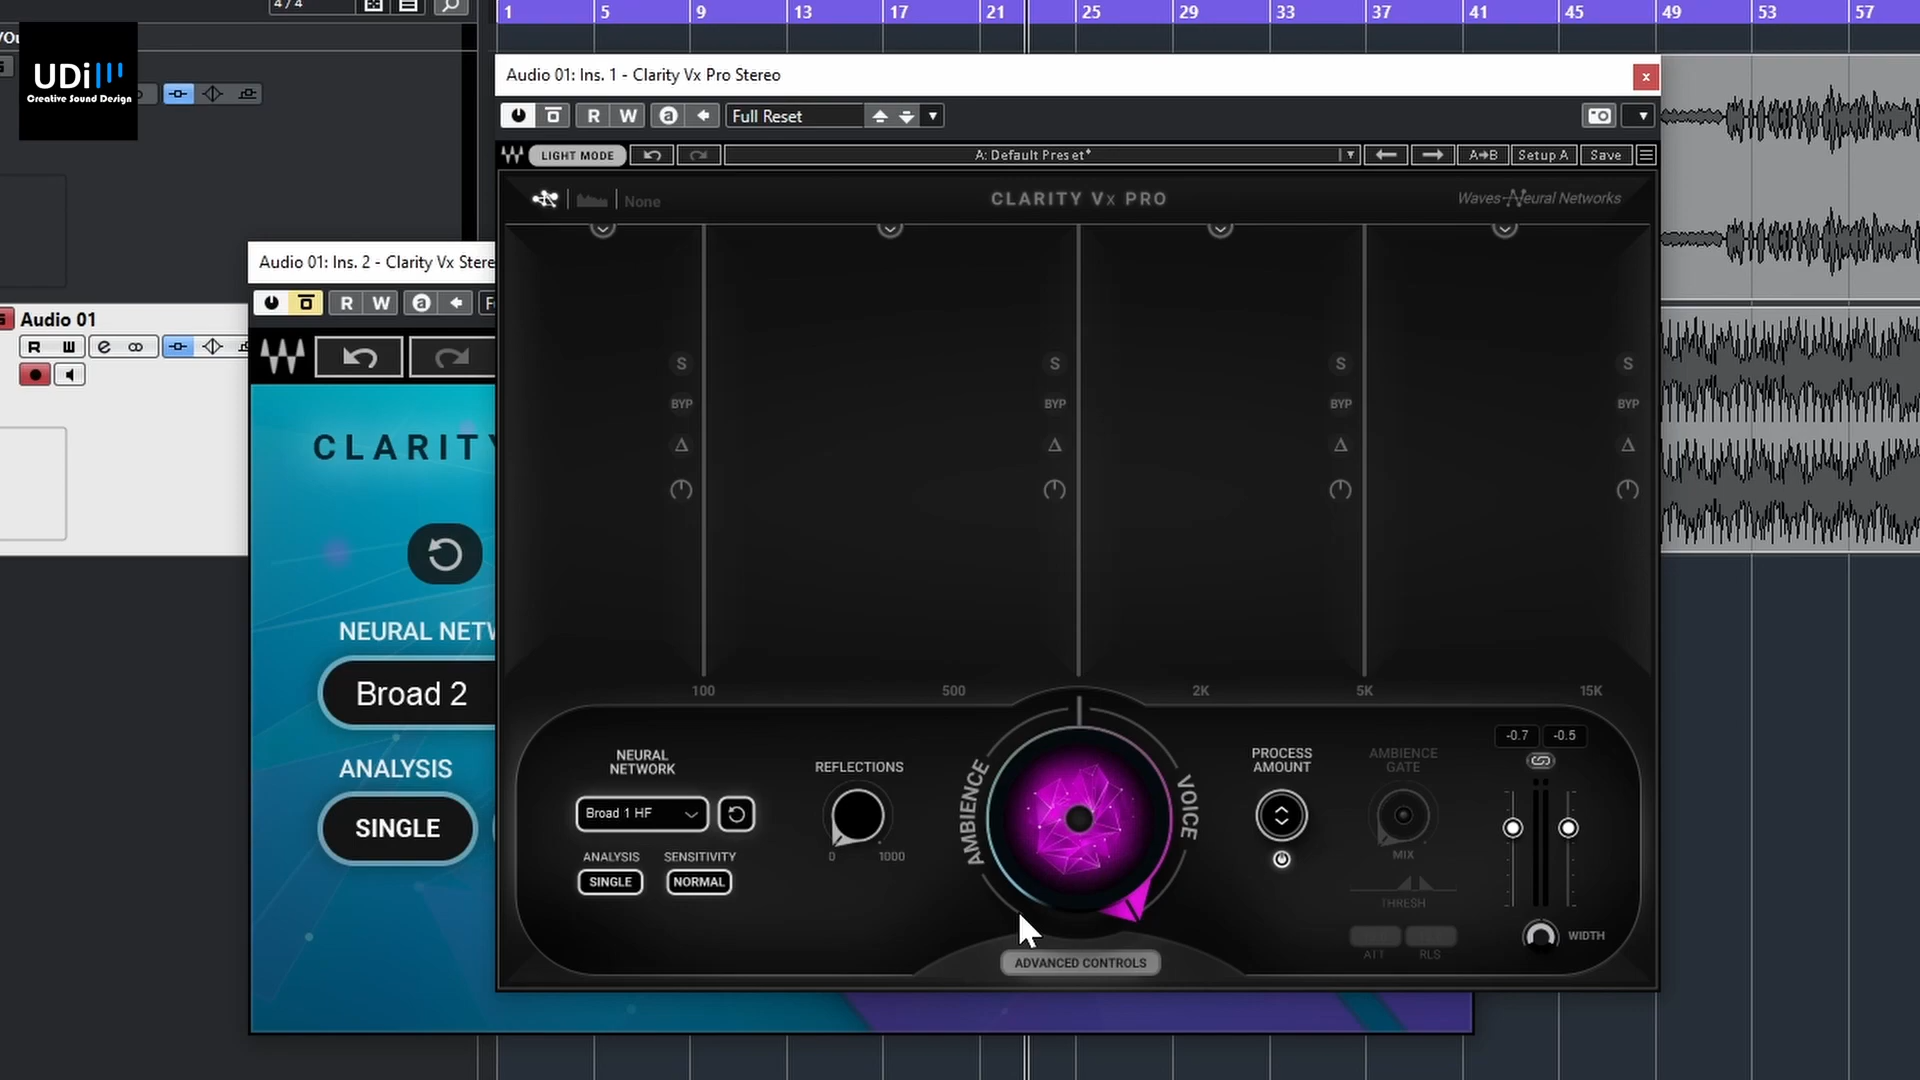 4 / 4
1 5 9 13 17 21 25 29 33 37 41 45 49 53 57
UDi
Creative Sound Design
Audio 01: Ins. 1 - Clarity Vx Pro Stereo
x
R W a Full Reset
LIGHT MODE A: Default Preset* A➔B Setup A Save
None CLARITY Vx PRO Waves Neural Networks
Audio 01: Ins. 2 - Clarity Vx Stere
R W a
Audio 01
R W e
S S S S
BYP BYP BYP BYP
Δ Δ Δ Δ
CLARITY
NEURAL NETW
Broad 2
ANALYSIS
SINGLE
100 500 2K 5K 15K
NEURAL
NETWORK
Broad 1 HF
ANALYSIS SENSITIVITY
SINGLE NORMAL
REFLECTIONS
0 1000
AMBIENCE
VOICE
ADVANCED CONTROLS
PROCESS
AMOUNT
AMBIENCE
GATE
MIX
THRESH
ATT RLS
-0.7 -0.5
WIDTH